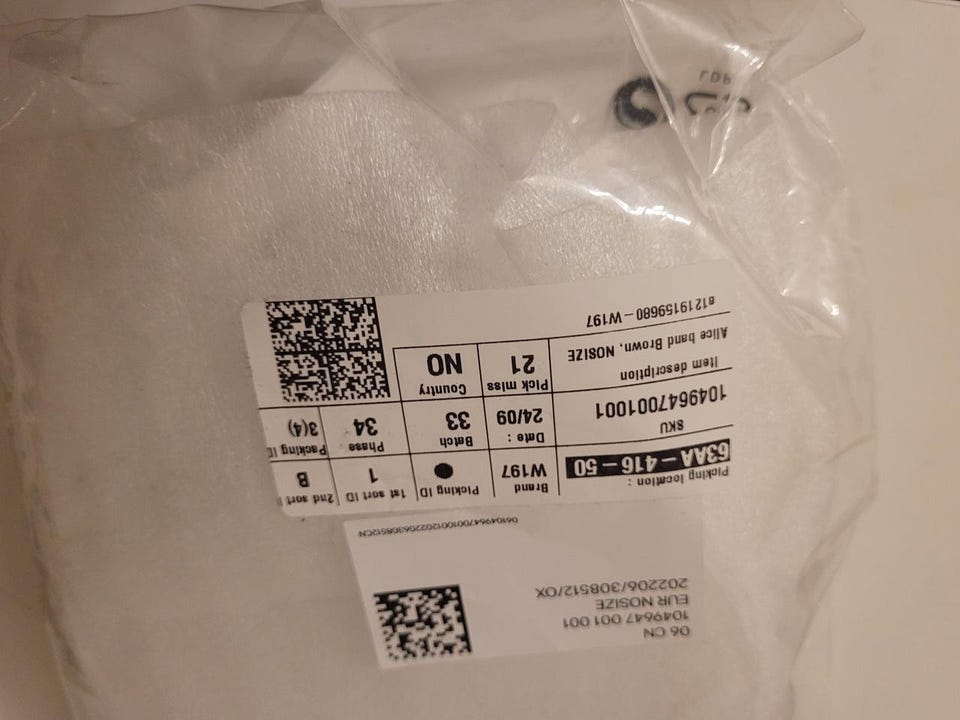 06 CN
1049647 001 001
EUR NOSIZE
202206/308512/OX
0610496470010012022063085​12CN
Picking location :
63AA-416-50
Brand
W197
Picking ID
●
1st sort ID
1
2nd sort I
B
SKU
1049647001001
Date :
24/09
Batch
33
Phase
34
Packing ID
3(4)
Item description
Alice band Brown, NOSIZE
Pick miss
21
Country
NO
a1219159680-W197